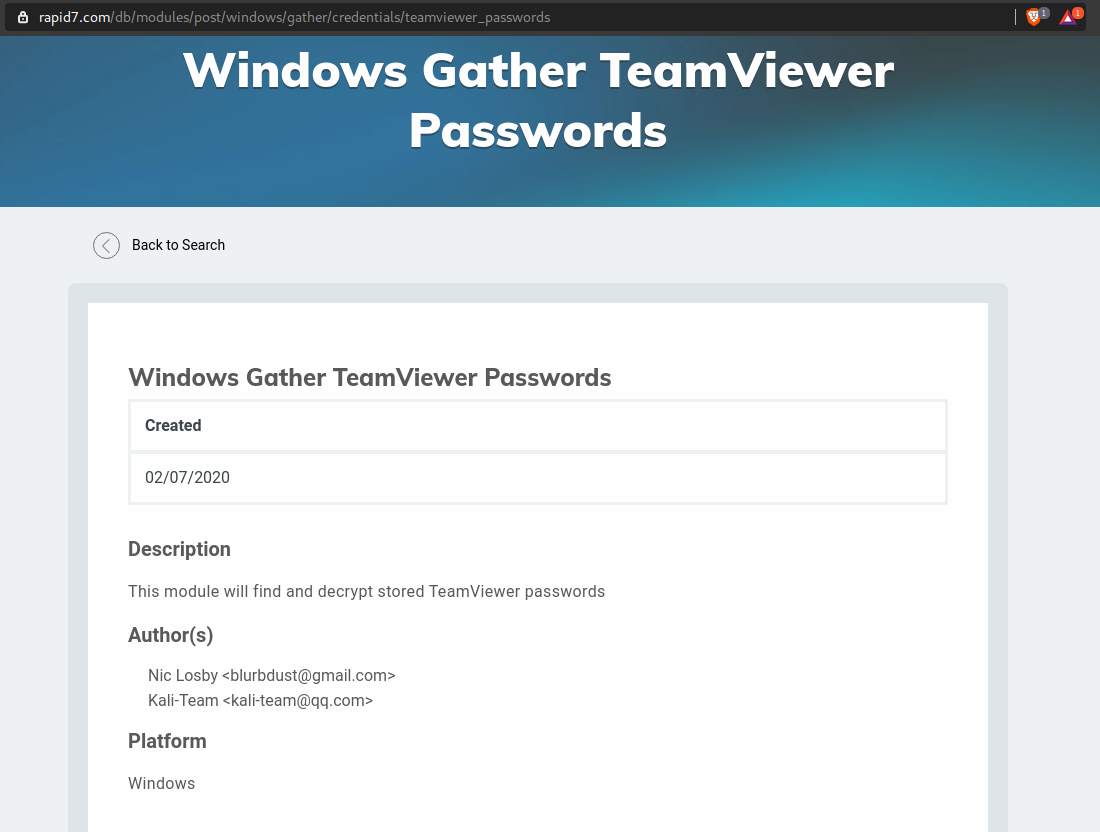 rapid7.com/db/modules/post/windows/gather/credentials/teamviewer_passwords
1
1
Windows Gather TeamViewer
Passwords
Back to Search
Windows Gather TeamViewer Passwords
Created
02/07/2020
Description
This module will find and decrypt stored TeamViewer passwords
Author(s)
Nic Losby <blurbdust@gmail.com>
Kali-Team <kali-team@qq.com>
Platform
Windows